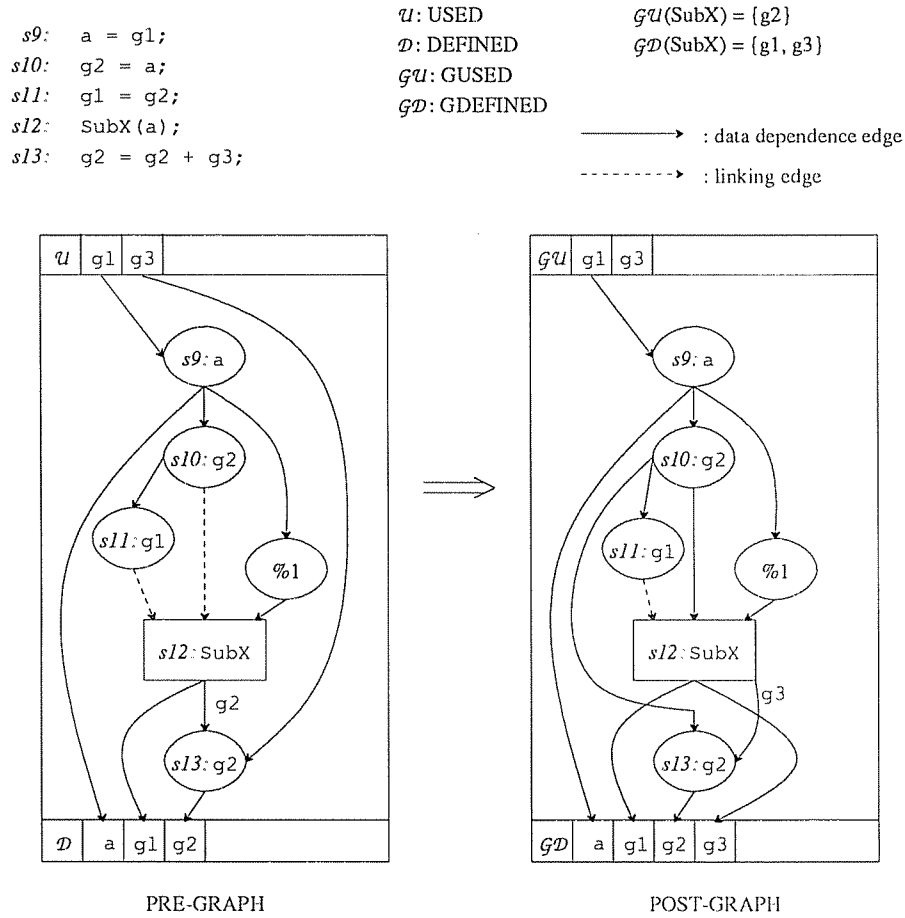 s9: a = g1;
s10: g2 = a;
s11: g1 = g2;
s12: SubX(a);
s13: g2 = g2 + g3;
U: USED
D: DEFINED
GU: GUSED
GD: GDEFINED
GU(SubX) = {g2}
GD(SubX) = {g1, g3}
: data dependence edge
: linking edge
U g1 g3
s9: a
s10: g2
s11: g1
%1
s12: SubX
g2
s13: g2
D a g1 g2
PRE-GRAPH
GU g1 g3
s9: a
s10: g2
s11: g1
%1
s12: SubX
g3
s13: g2
GD a g1 g2 g3
POST-GRAPH